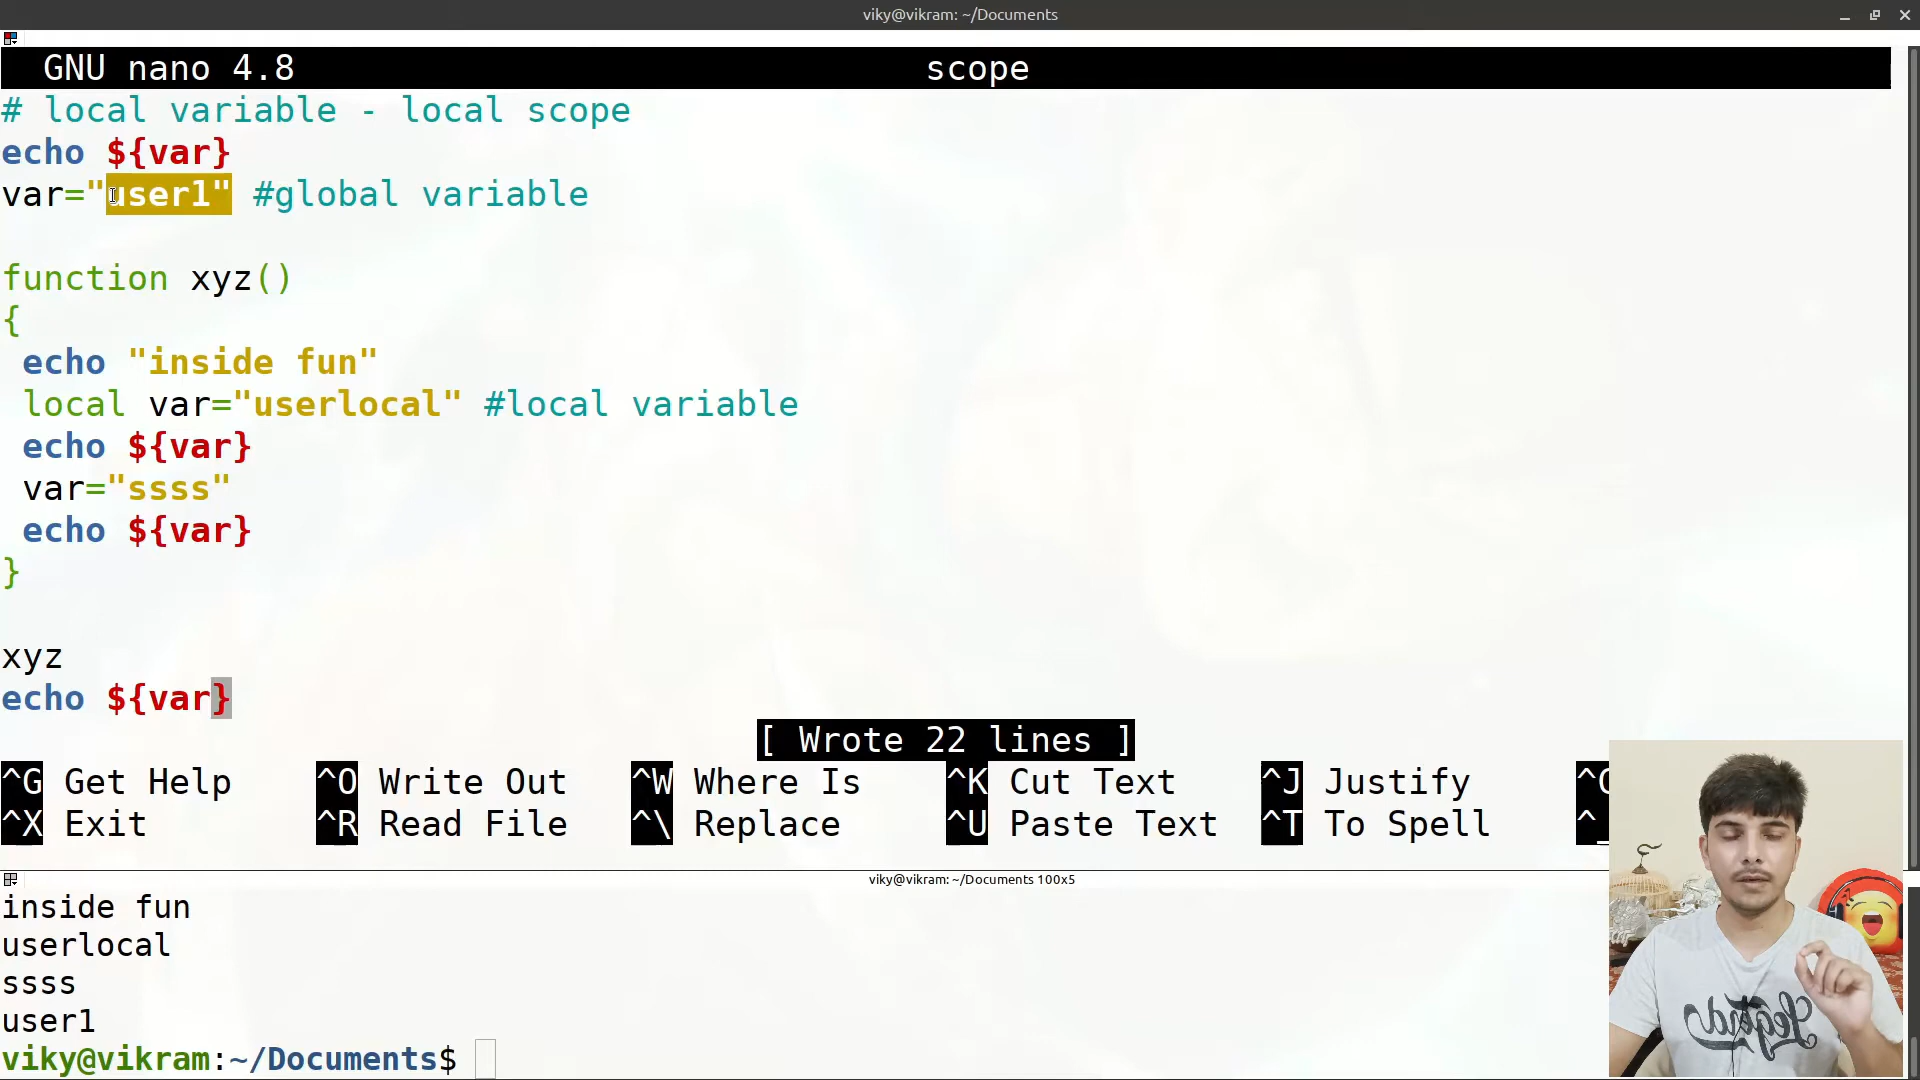 viky@vikram: ~/Documents
GNU nano 4.8 scope
# local variable - local scope
echo ${var}
var="user1" #global variable
function xyz()
{
echo "inside fun"
local var="userlocal" #local variable
echo ${var}
var="ssss"
echo ${var}
}
xyz
echo ${var}
[ Wrote 22 lines ]
^G Get Help ^O Write Out ^W Where Is ^K Cut Text ^J Justify
^X Exit ^R Read File ^\ Replace ^U Paste Text ^T To Spell
viky@vikram: ~/Documents 100x5
inside fun
userlocal
ssss
user1
viky@vikram:~/Documents$